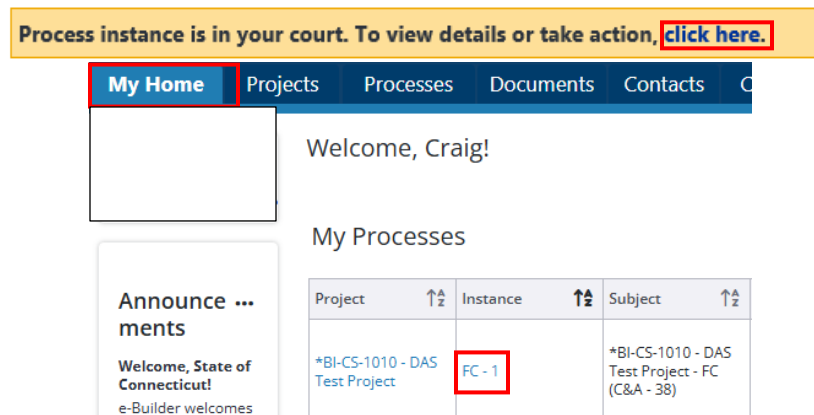 Process instance is in your court. To view details or take action, click here.
My Home Projects Processes Documents Contacts
Welcome, Craig!
My Processes
Announce ...
ments
Welcome, State of
Connecticut!
e-Builder welcomes
Project Instance Subject
*BI-CS-1010 - DAS
Test Project
FC - 1
*BI-CS-1010 - DAS
Test Project - FC
(C&A - 38)